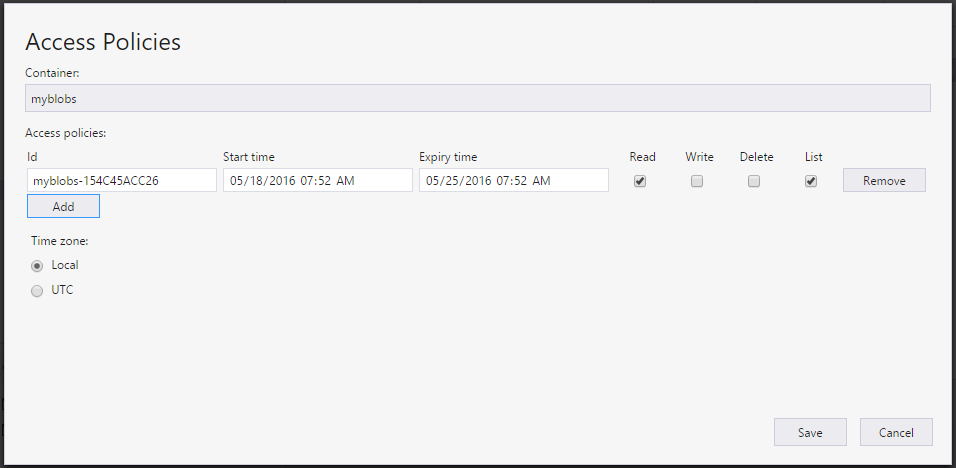 Access Policies
Container:
myblobs
Access policies:
Id Start time Expiry time Read Write Delete List
myblobs-154C45ACC26 05/18/2016 07:52 AM 05/25/2016 07:52 AM Remove
Add
Time zone:
Local
UTC
Save Cancel